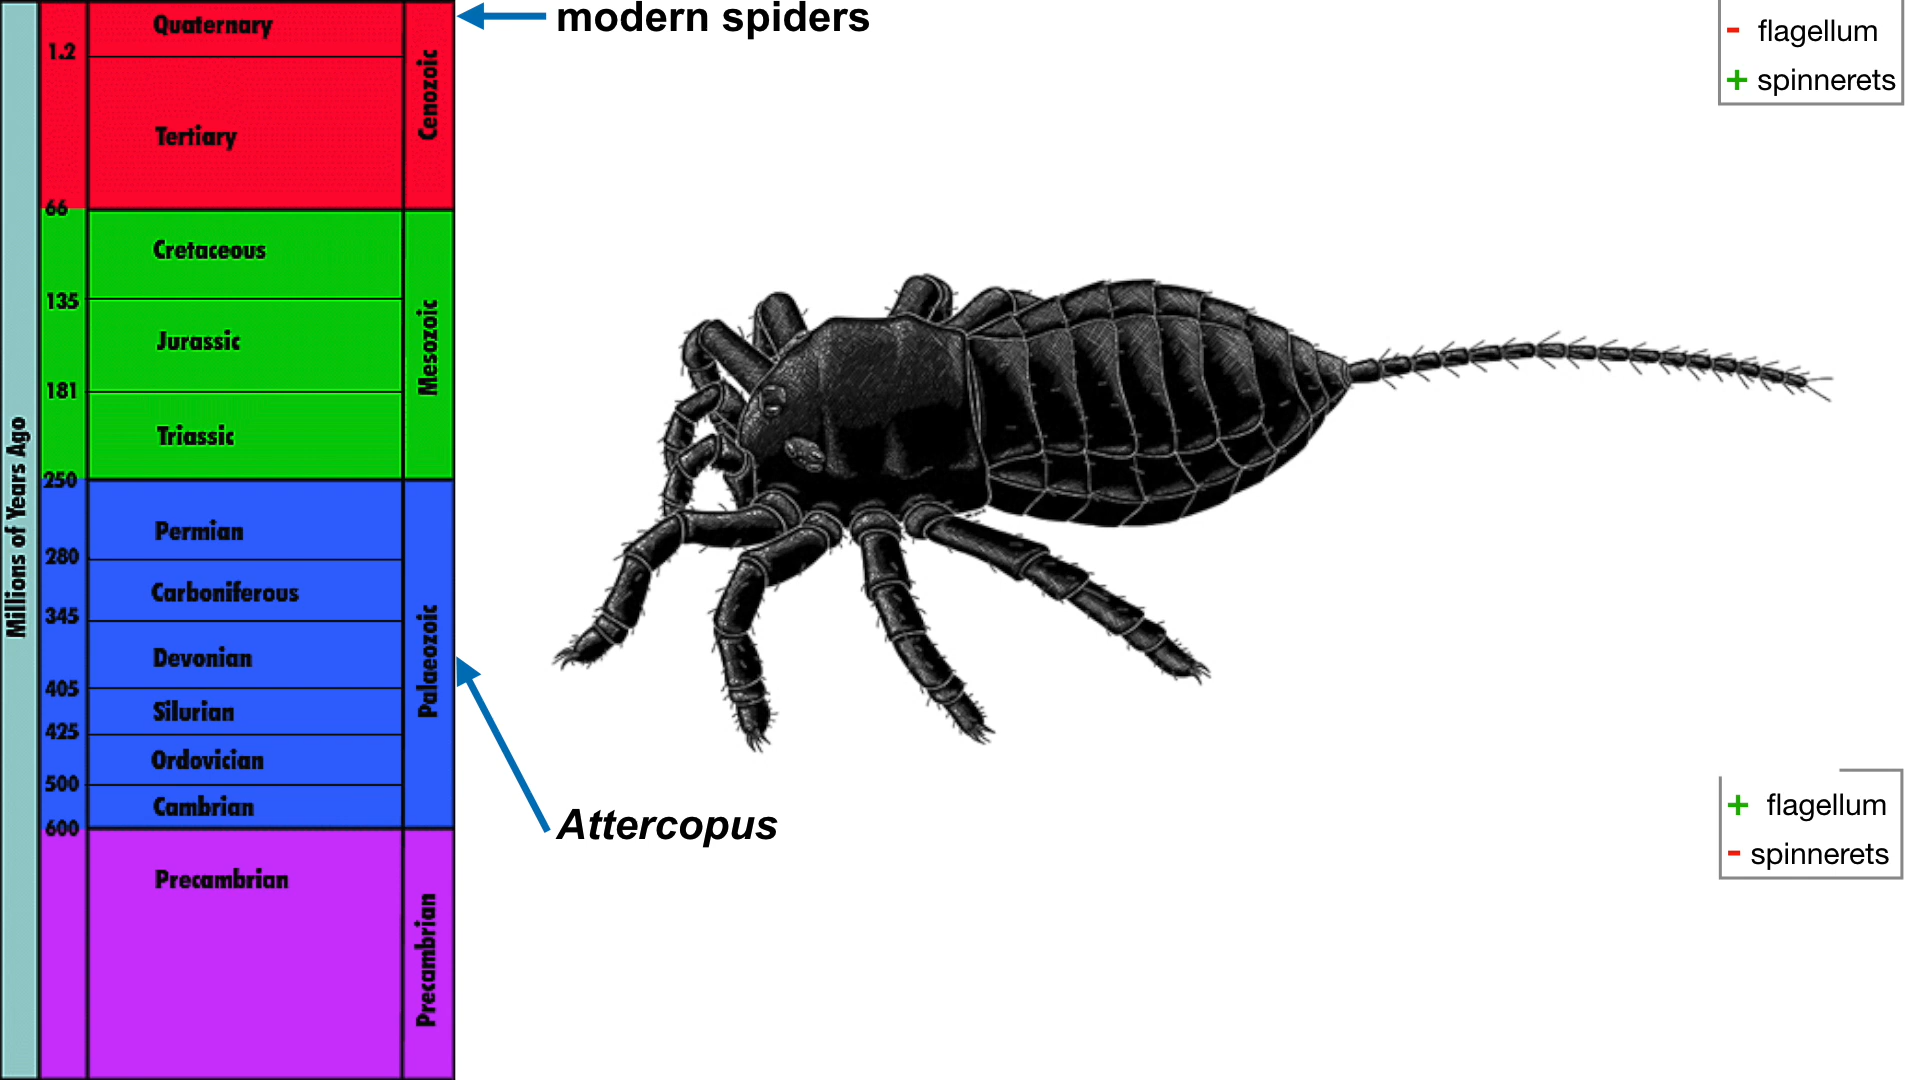 Millions of Years Ago
Quaternary
1.2
Tertiary
66
Cretaceous
135
Jurassic
181
Triassic
250
Permian
280
Carboniferous
345
Devonian
405
Silurian
425
Ordovician
500
Cambrian
600
Precambrian
Cenozoic
Mesozoic
Palaeozoic
Precambrian
modern spiders
Attercopus
- flagellum
+ spinnerets
+ flagellum
- spinnerets